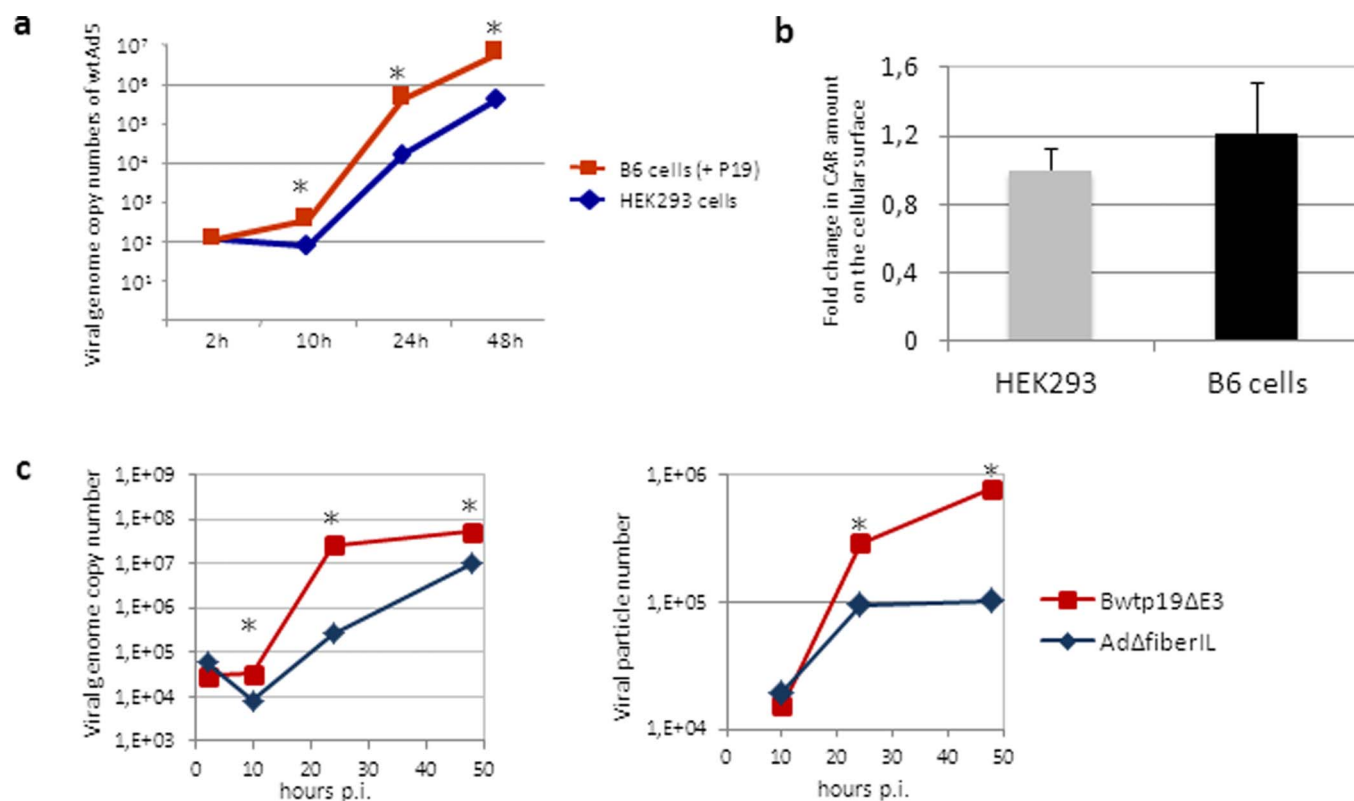 a
Viral genome copy numbers of wtAd5
10⁷
10⁶
10⁵
10⁴
10³
10²
10¹
2h
10h
24h
48h
*
*
*
B6 cells (+ P19)
HEK293 cells
b
Fold change in CAR amount
on the cellular surface
1,6
1,2
0,8
0,4
0
HEK293
B6 cells
c
Viral genome copy number
1,E+09
1,E+08
1,E+07
1,E+06
1,E+05
1,E+04
1,E+03
0
10
20
30
40
50
hours p.i.
*
*
*
Viral particle number
1,E+06
1,E+05
1,E+04
0
10
20
30
40
50
hours p.i.
*
*
Bwtp19ΔE3
AdΔfiberIL